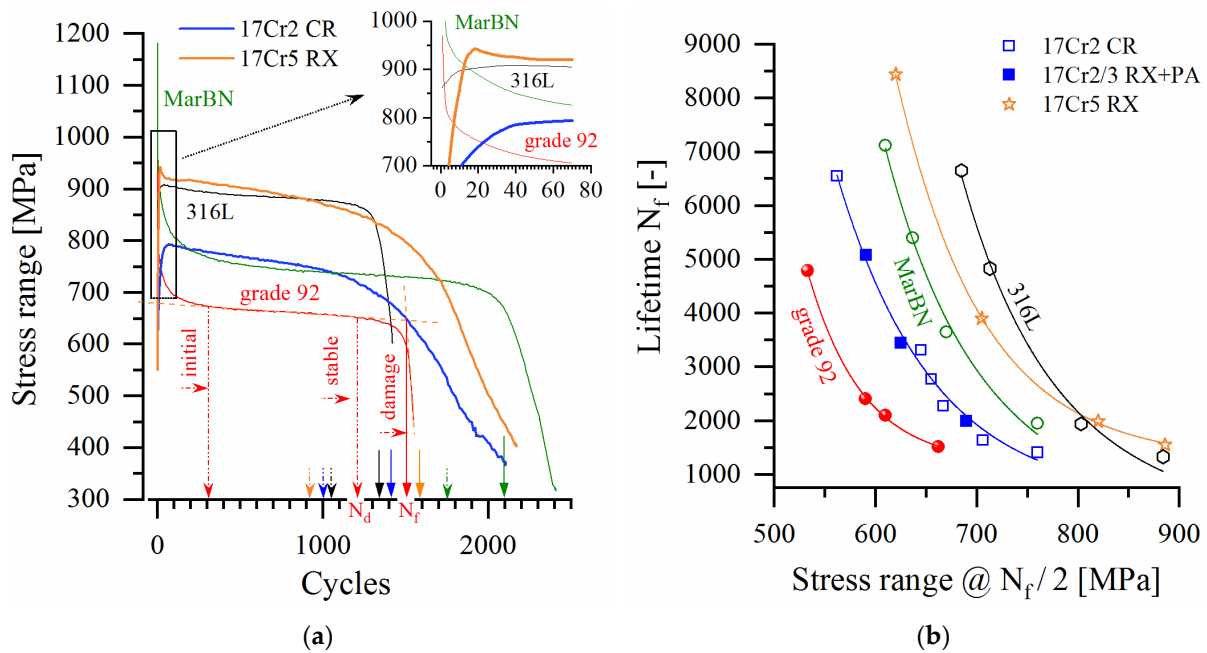 17Cr2 CR
17Cr5 RX
MarBN
316L
grade 92
1000
900
800
700
0 20 40 60 80
1200
1100
1000
900
800
700
600
500
400
300
Stress range [MPa]
MarBN
316L
grade 92
initial
stable
damage
N_d
N_f
0 1000 2000
Cycles
(a)
17Cr2 CR
17Cr2/3 RX+PA
17Cr5 RX
9000
8000
7000
6000
5000
4000
3000
2000
1000
Lifetime N_f [-]
grade 92
MarBN
316L
500 600 700 800 900
Stress range @ N_f / 2 [MPa]
(b)